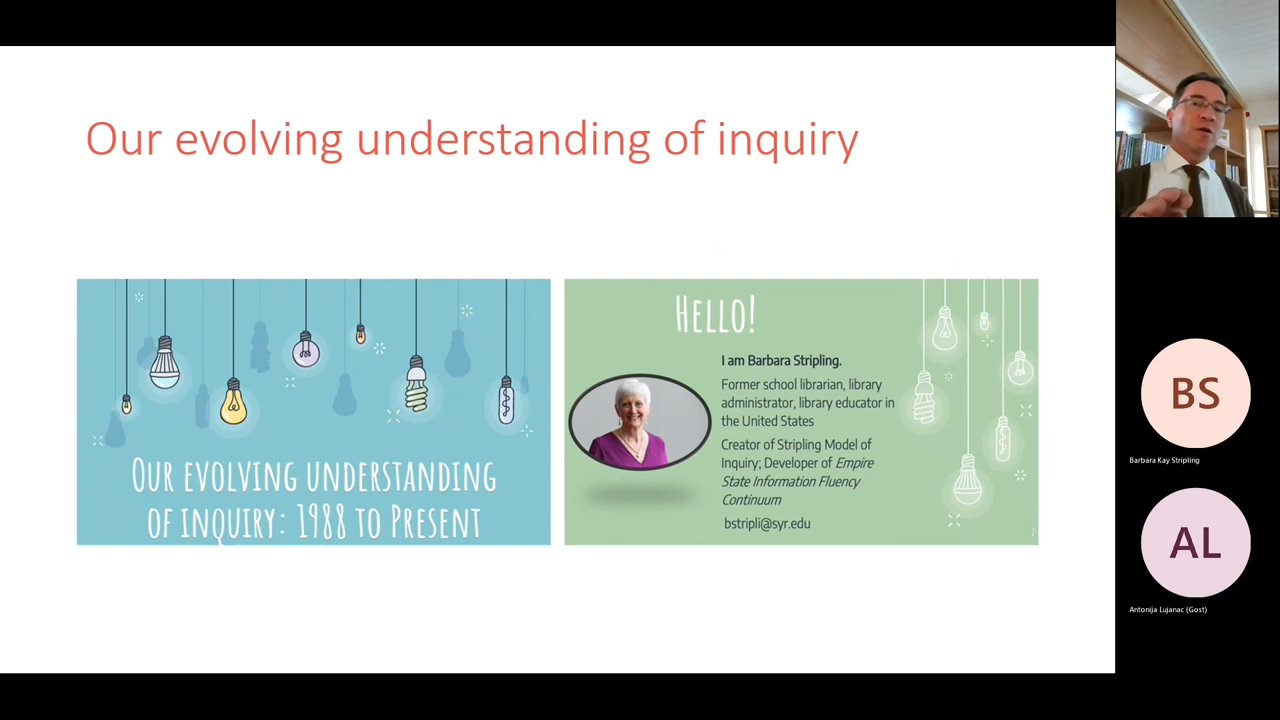 Our evolving understanding of inquiry
OUR EVOLVING UNDERSTANDING
OF INQUIRY: 1988 TO PRESENT
HELLO!
I am Barbara Stripling.
Former school librarian, library
administrator, library educator in
the United States
Creator of Stripling Model of
Inquiry; Developer of Empire
State Information Fluency
Continuum
bstripli@syr.edu
BS
Barbara Kay Stripling
AL
Antonija Lujanac (Gost)